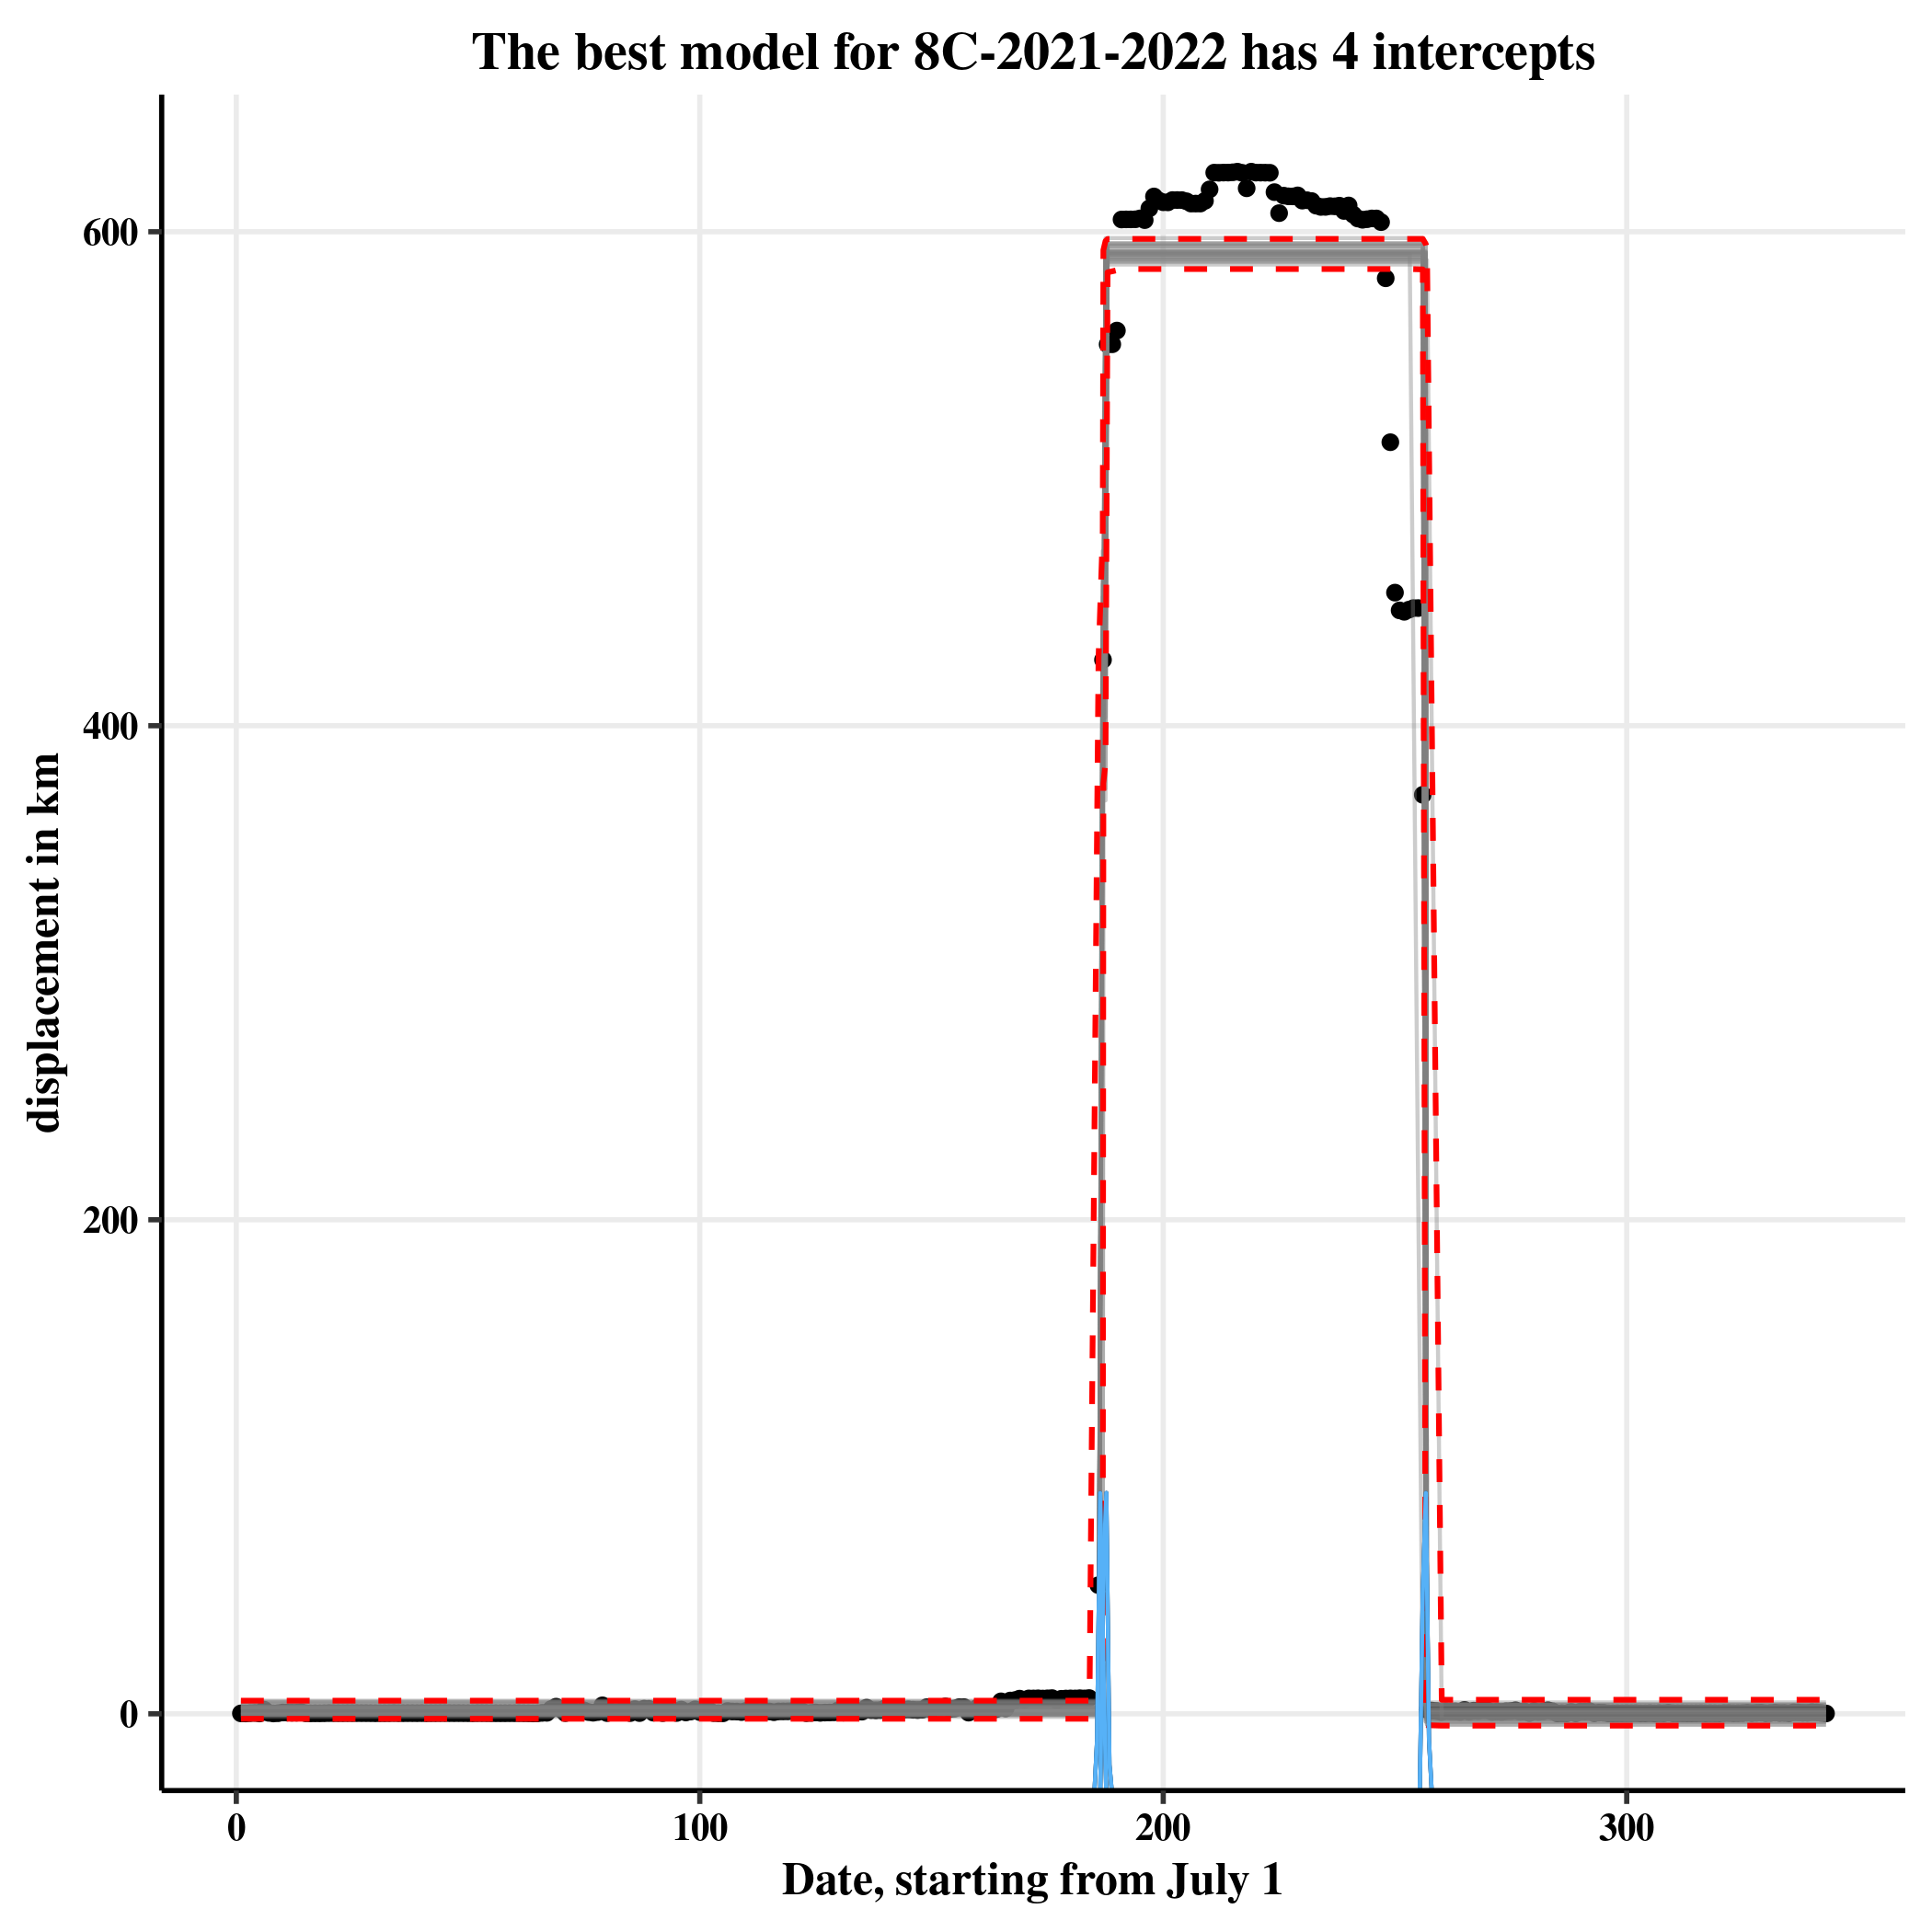 The best model for 8C-2021-2022 has 4 intercepts
600
400
200
0
displacement in km
0 100 200 300
Date, starting from July 1